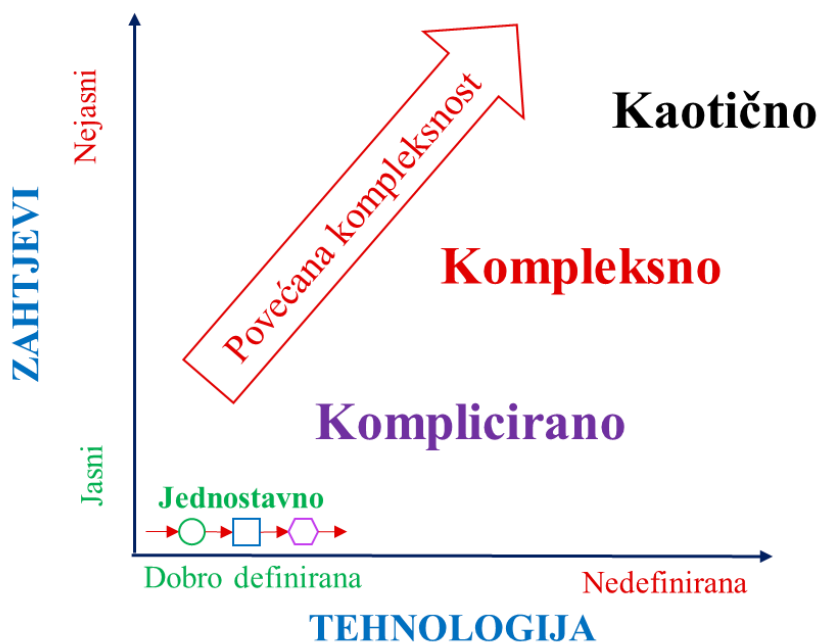 Nejasni
Kaotično
Povećana kompleksnost
ZAHTJEVI
Kompleksno
Komplicirano
Jasni
Jednostavno
Dobro definirana
Nedefinirana
TEHNOLOGIJA